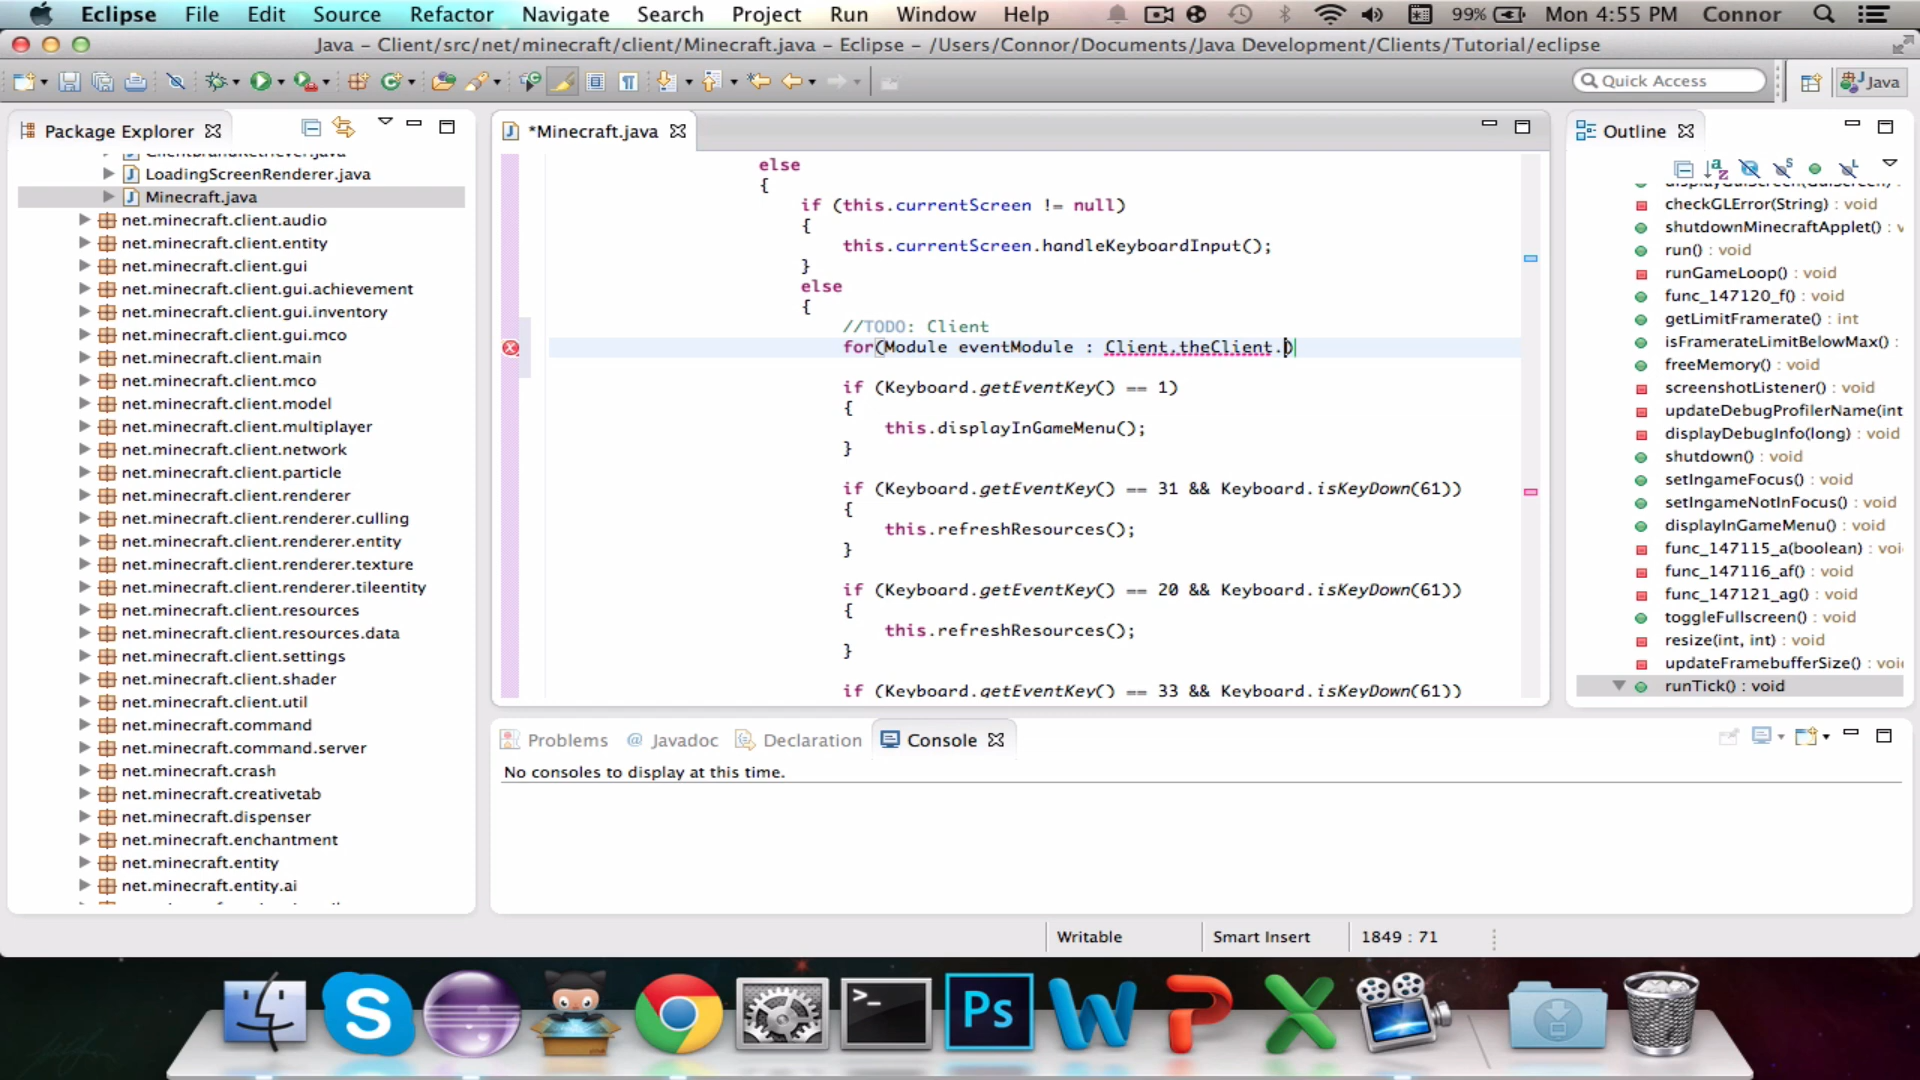 Eclipse File Edit Source Refactor Navigate Search Project Run Window Help 99% Mon 4:55 PM Connor
Java – Client/src/net/minecraft/client/Minecraft.java – Eclipse – /Users/Connor/Documents/Java Development/Clients/Tutorial/eclipse
Quick Access
Java
Package Explorer
ClientBrandRetriever.java
LoadingScreenRenderer.java
Minecraft.java
net.minecraft.client.audio
net.minecraft.client.entity
net.minecraft.client.gui
net.minecraft.client.gui.achievement
net.minecraft.client.gui.inventory
net.minecraft.client.gui.mco
net.minecraft.client.main
net.minecraft.client.mco
net.minecraft.client.model
net.minecraft.client.multiplayer
net.minecraft.client.network
net.minecraft.client.particle
net.minecraft.client.renderer
net.minecraft.client.renderer.culling
net.minecraft.client.renderer.entity
net.minecraft.client.renderer.texture
net.minecraft.client.renderer.tileentity
net.minecraft.client.resources
net.minecraft.client.resources.data
net.minecraft.client.settings
net.minecraft.client.shader
net.minecraft.client.util
net.minecraft.command
net.minecraft.command.server
net.minecraft.crash
net.minecraft.creativetab
net.minecraft.dispenser
net.minecraft.enchantment
net.minecraft.entity
net.minecraft.entity.ai
*Minecraft.java
else
{
if (this.currentScreen != null)
{
this.currentScreen.handleKeyboardInput();
}
else
{
//TODO: Client
for(Module eventModule : Client.theClient.)
if (Keyboard.getEventKey() == 1)
{
this.displayInGameMenu();
}
if (Keyboard.getEventKey() == 31 && Keyboard.isKeyDown(61))
{
this.refreshResources();
}
if (Keyboard.getEventKey() == 20 && Keyboard.isKeyDown(61))
{
this.refreshResources();
}
if (Keyboard.getEventKey() == 33 && Keyboard.isKeyDown(61))
Outline
displayGuiScreen(GuiScreen) :
checkGLError(String) : void
shutdownMinecraftApplet() : v
run() : void
runGameLoop() : void
func_147120_f() : void
getLimitFramerate() : int
isFramerateLimitBelowMax() :
freeMemory() : void
screenshotListener() : void
updateDebugProfilerName(int
displayDebugInfo(long) : void
shutdown() : void
setIngameFocus() : void
setIngameNotInFocus() : void
displayInGameMenu() : void
func_147115_a(boolean) : voi
func_147116_af() : void
func_147121_ag() : void
toggleFullscreen() : void
resize(int, int) : void
updateFramebufferSize() : voi
runTick() : void
Problems @ Javadoc Declaration Console
No consoles to display at this time.
Writable Smart Insert 1849 : 71
Ps